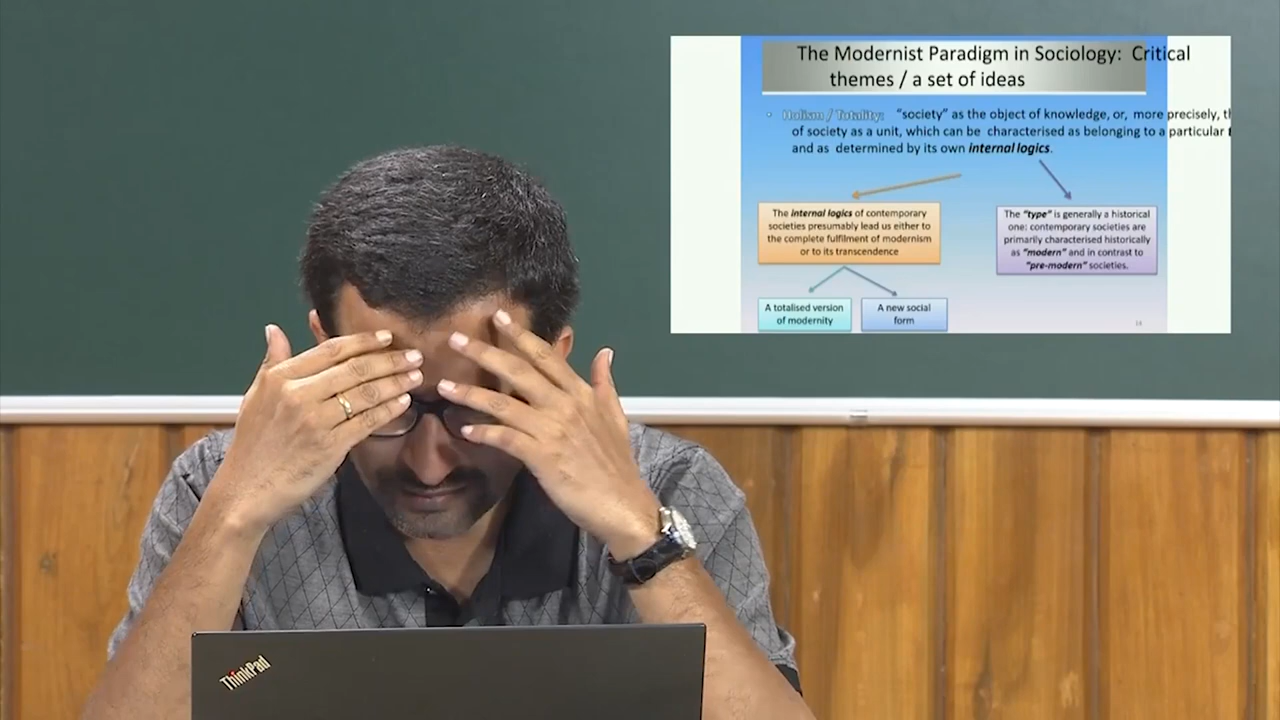 The Modernist Paradigm in Sociology: Critical
themes / a set of ideas
• Holism / Totality: “society” as the object of knowledge, or, more precisely,
of society as a unit, which can be characterised as belonging to a particular
and as determined by its own internal logics.
The internal logics of contemporary
societies presumably lead us either to
the complete fulfilment of modernism
or to its transcendence
The “type” is generally a historical
one: contemporary societies are
primarily characterised historically
as “modern” and in contrast to
“pre-modern” societies.
A totalised version
of modernity
A new social
form
14
ThinkPad